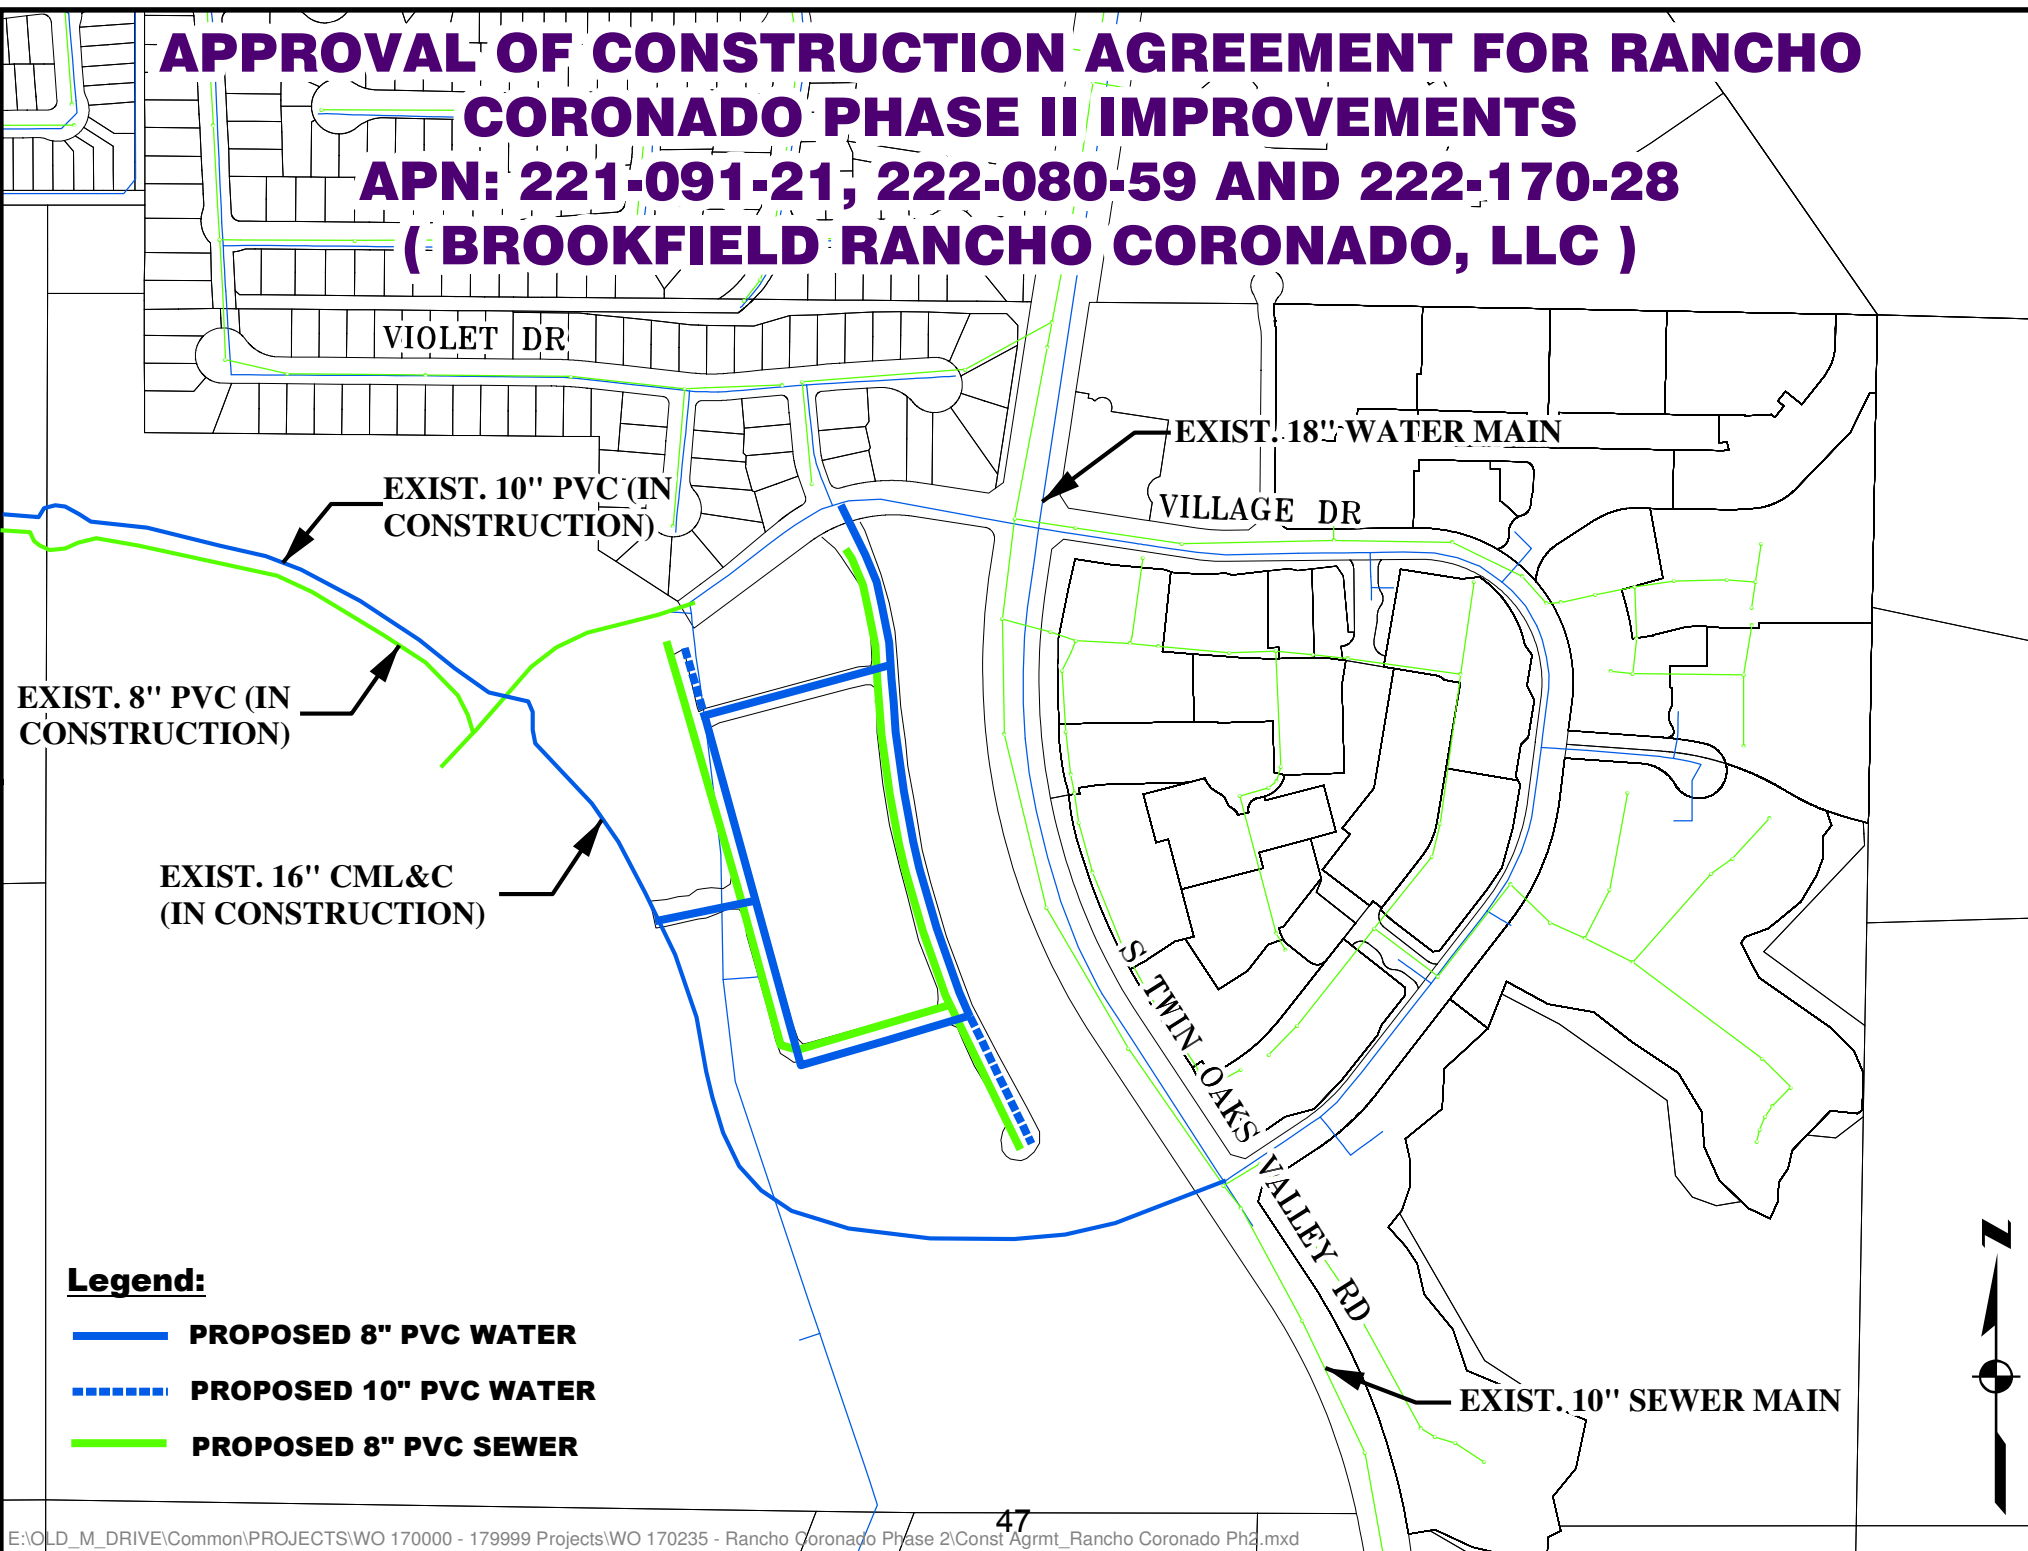 APPROVAL OF CONSTRUCTION AGREEMENT FOR RANCHO
CORONADO PHASE II IMPROVEMENTS
APN: 221-091-21, 222-080-59 AND 222-170-28
( BROOKFIELD RANCHO CORONADO, LLC )
VIOLET DR
EXIST. 18" WATER MAIN
EXIST. 10" PVC (IN
CONSTRUCTION)
VILLAGE DR
EXIST. 8" PVC (IN
CONSTRUCTION)
EXIST. 16" CML&C
(IN CONSTRUCTION)
S TWIN OAKS VALLEY RD
Legend:
PROPOSED 8" PVC WATER
PROPOSED 10" PVC WATER
PROPOSED 8" PVC SEWER
EXIST. 10" SEWER MAIN
N
47
E:\OLD_M_DRIVE\Common\PROJECTS\WO 170000 - 179999 Projects\WO 170235 - Rancho Coronado Phase 2\Const Agrmt_Rancho Coronado Ph2.mxd